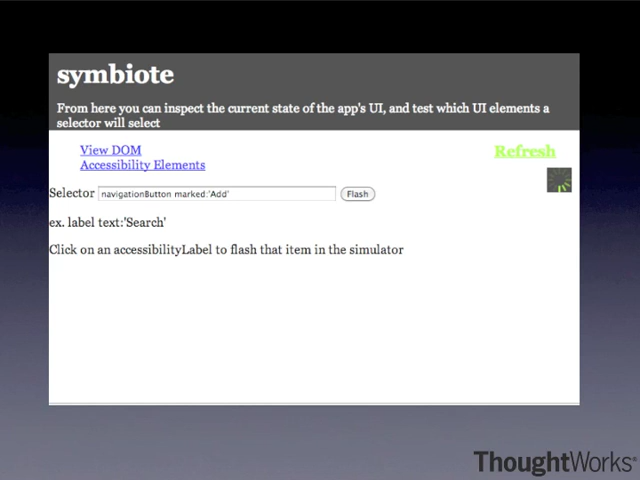 symbiote
From here you can inspect the current state of the app's UI, and test which UI elements a
selector will select
View DOM
Refresh
Accessibility Elements
Selector navigationButton marked:'Add' Flash
ex. label text:'Search'
Click on an accessibilityLabel to flash that item in the simulator
ThoughtWorks®